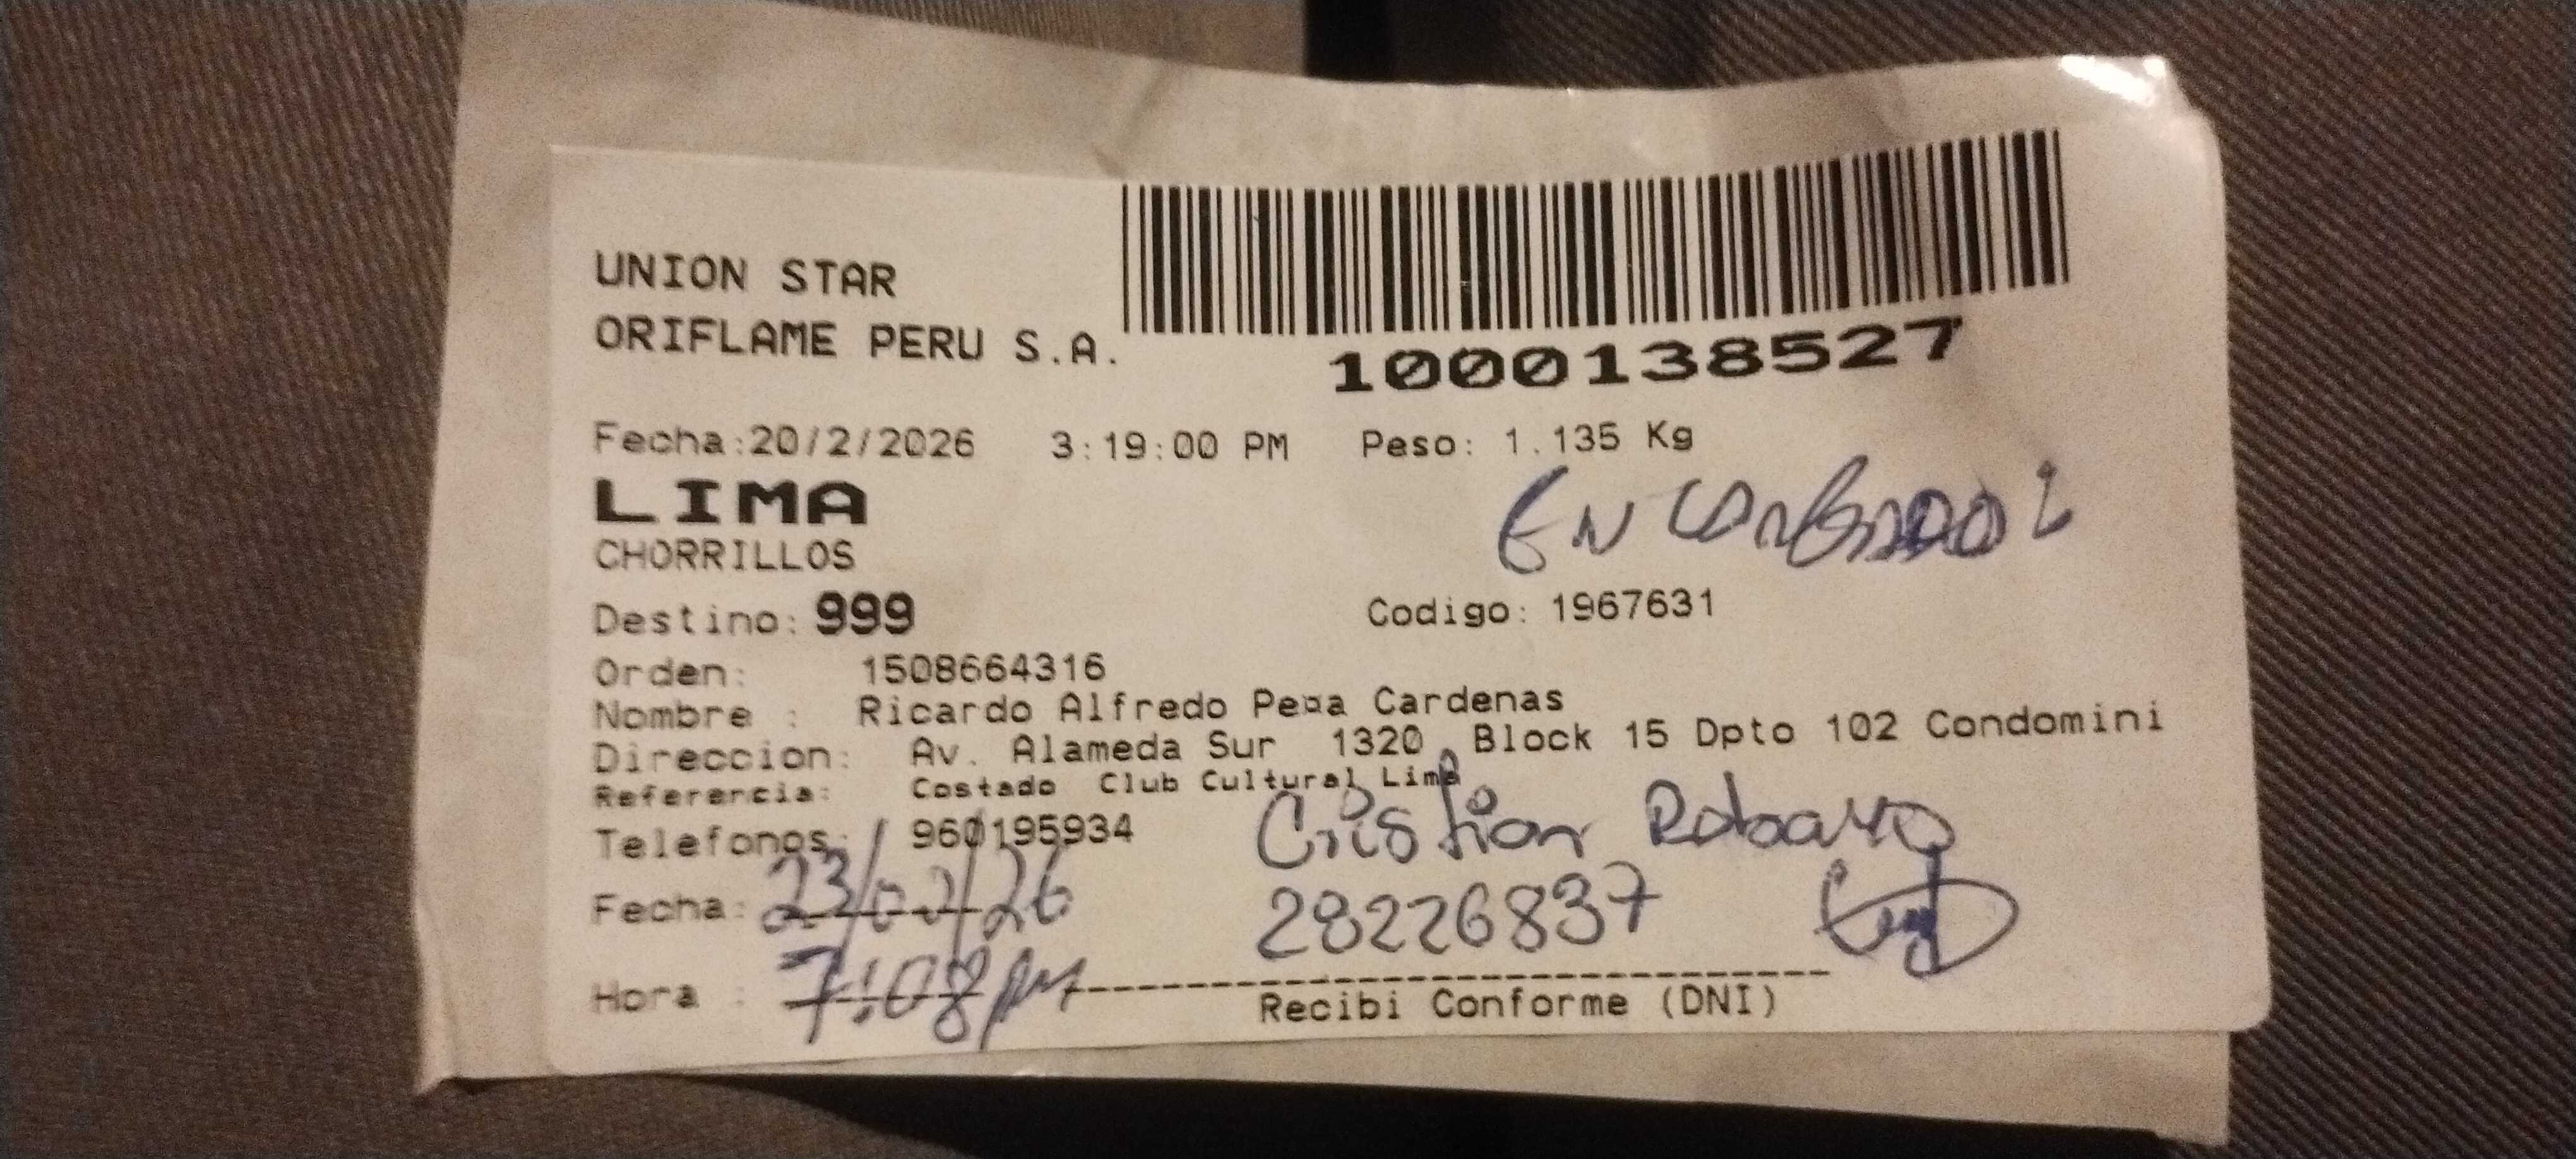 UNION STAR
ORIFLAME PERU S.A.
1000138527
Fecha:20/2/2026 3:19:00 PM Peso: 1.135 Kg
LIMA
CHORRILLOS
EN
Destino: 999 Codigo: 1967631
Orden: 1508664316
Nombre : Ricardo Alfredo Peña Cardenas
Direccion: Av. Alameda Sur 1320 Block 15 Dpto 102 Condomini
Referencia: Costado Club Cultural Lima
Telefonos: 960195934
Cristian
Fecha: 23/02/26 28226837
Hora : 7:08 pm
Recibi Conforme (DNI)